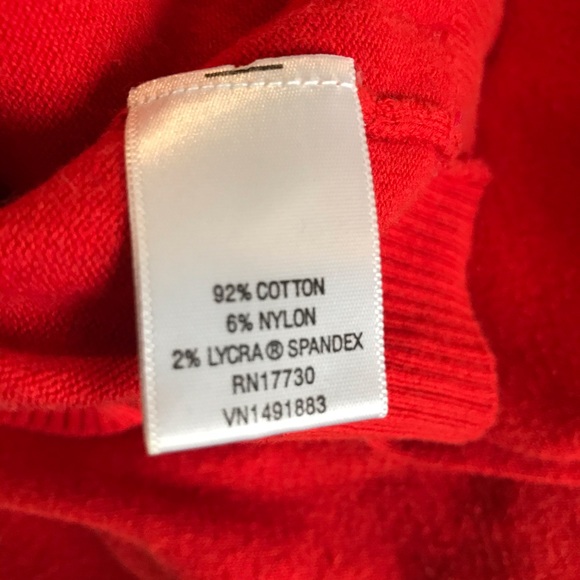 92% COTTON
6% NYLON
2% LYCRA® SPANDEX
RN17730
VN1491883